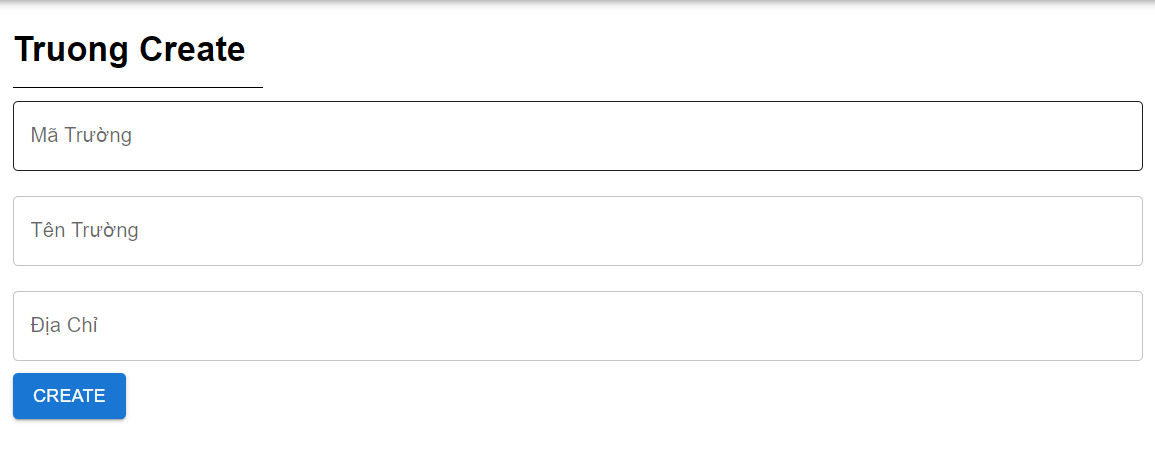 Truong Create
Mã Trường
Tên Trường
Địa Chỉ
CREATE